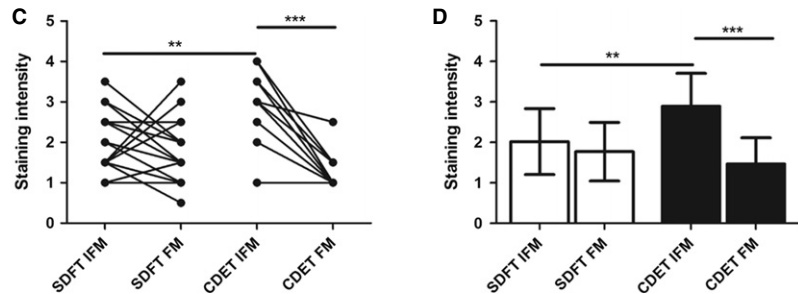 C
***
**
5
4
3
2
1
0
Staining intensity
SDFT IFM
SDFT FM
CDET IFM
CDET FM
D
***
**
5
4
3
2
1
0
Staining intensity
SDFT IFM
SDFT FM
CDET IFM
CDET FM